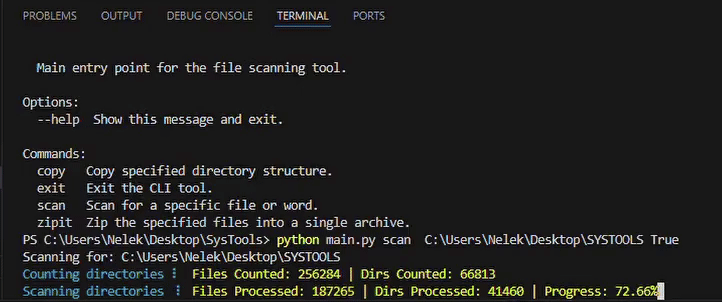 PROBLEMS OUTPUT DEBUG CONSOLE TERMINAL PORTS
Main entry point for the file scanning tool.
Options:
--help Show this message and exit.
Commands:
copy Copy specified directory structure.
exit Exit the CLI tool.
scan Scan for a specific file or word.
zipit Zip the specified files into a single archive.
PS C:\Users\Nelek\Desktop\SysTools> python main.py scan C:\Users\Nelek\Desktop\SYSTOOLS True
Scanning for: C:\Users\Nelek\Desktop\SYSTOOLS
Counting directories ⠇ Files Counted: 256284 | Dirs Counted: 66813
Scanning directories ⠇ Files Processed: 187265 | Dirs Processed: 41460 | Progress: 72.66%